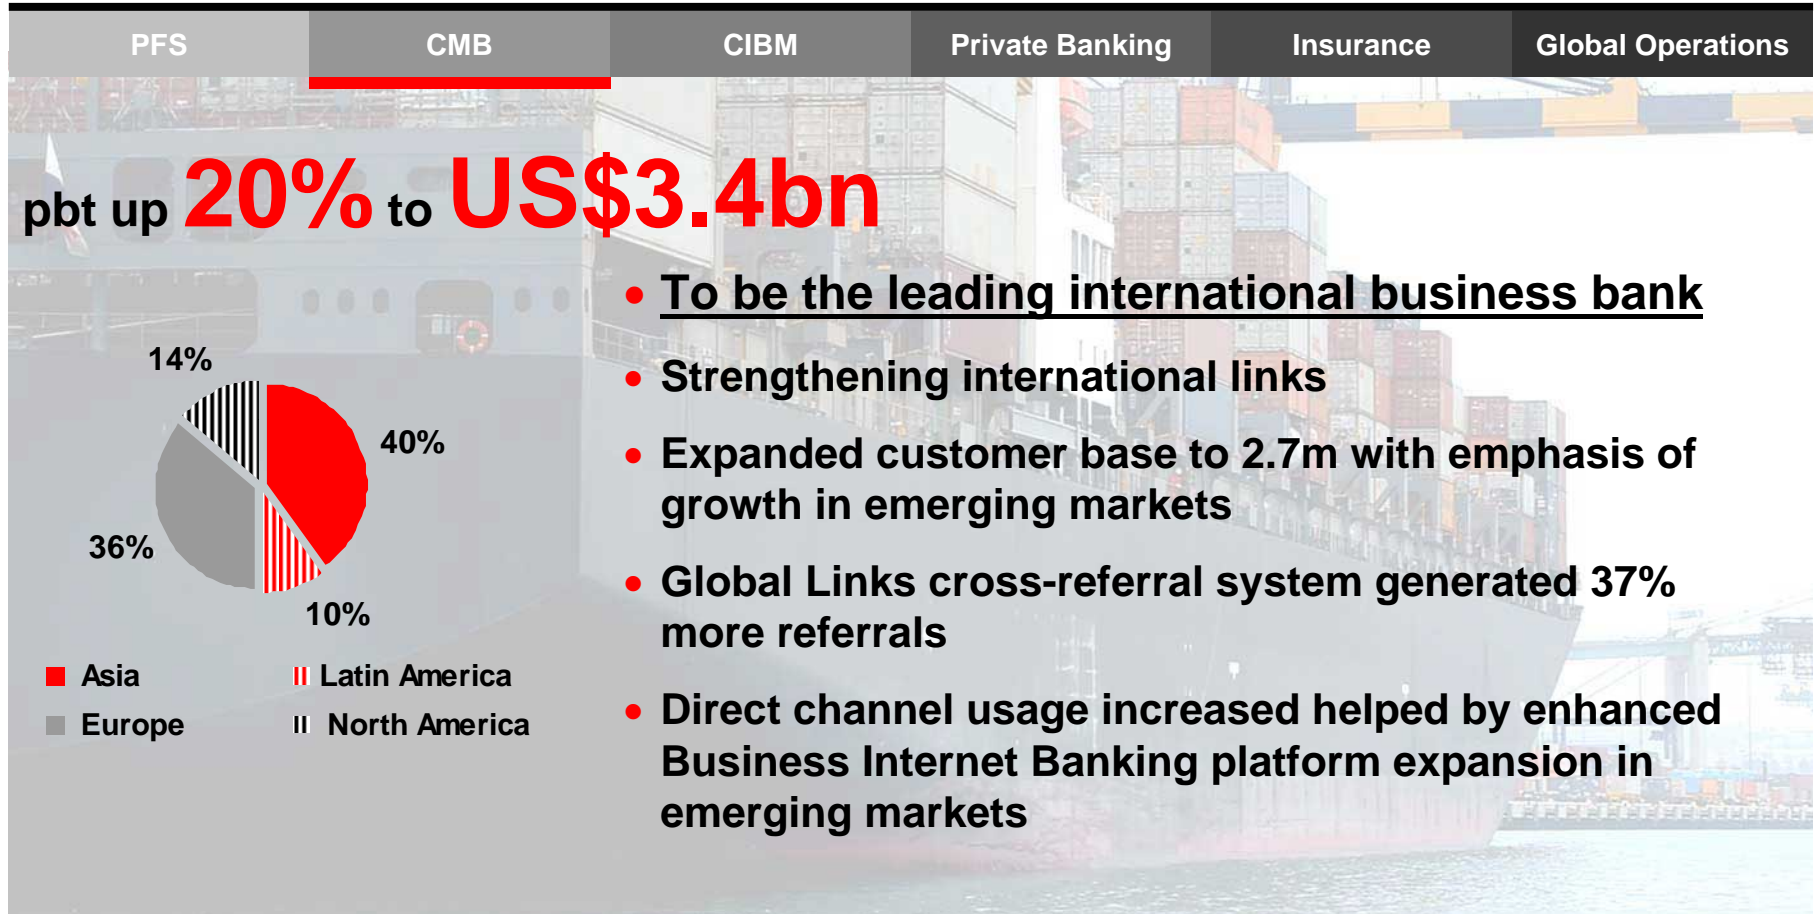 PFS CMB CIBM Private Banking Insurance Global Operations
pbt up 20% to US$3.4bn
14%
40%
36%
10%
Asia Latin America
Europe North America
• To be the leading international business bank
• Strengthening international links
• Expanded customer base to 2.7m with emphasis of
growth in emerging markets
• Global Links cross-referral system generated 37%
more referrals
• Direct channel usage increased helped by enhanced
Business Internet Banking platform expansion in
emerging markets